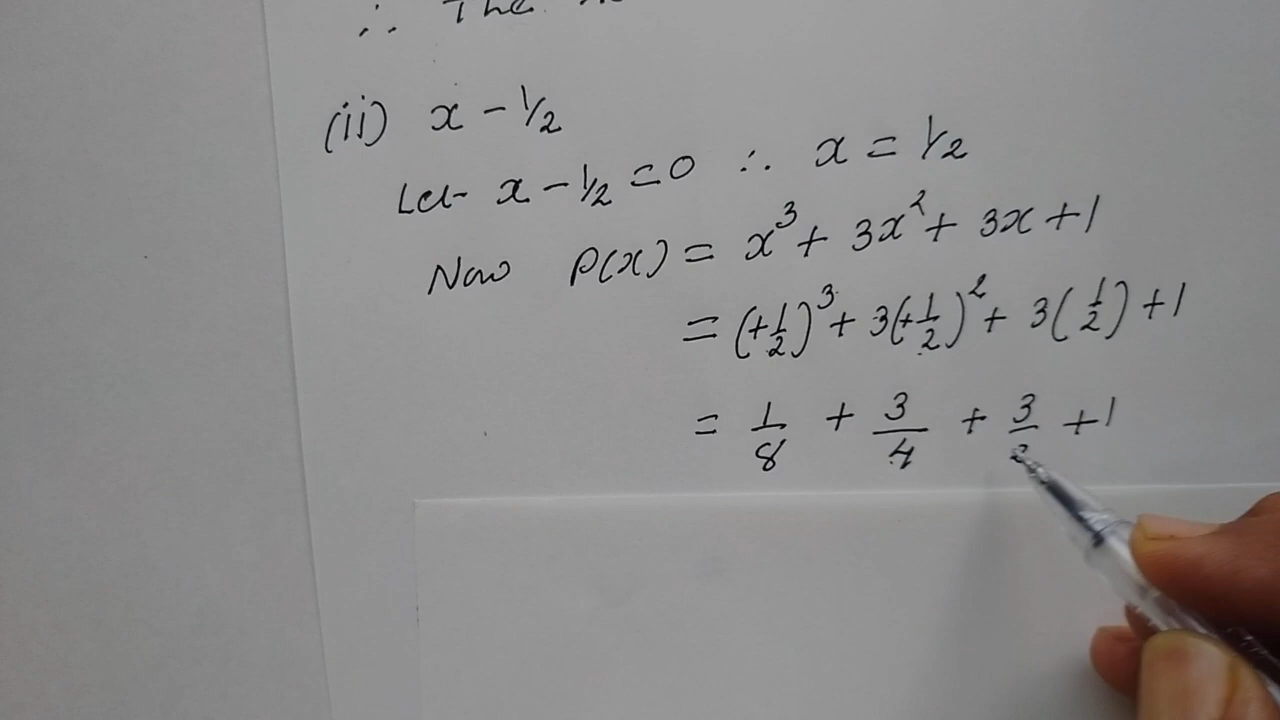 ∴ The
(ii) x - 1/2
Let x - 1/2 = 0 ∴ x = 1/2
Now P(x) = x³ + 3x² + 3x + 1
= (+1/2)³ + 3(+1/2)² + 3(1/2) + 1
= 1/8 + 3/4 + 3/2 + 1